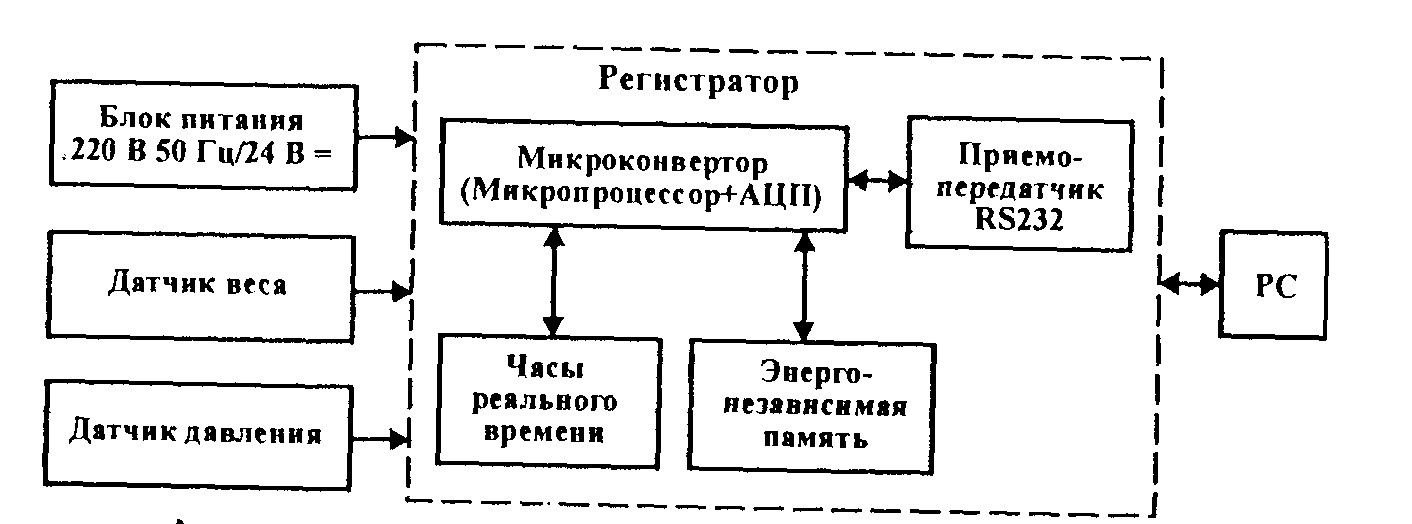 Регистратор
Блок питания
220 В 50 Гц/24 В =
Датчик веса
Датчик давления
Микроконвертор
(Микропроцессор+АЦП)
Приемо-
передатчик
RS232
Часы
реального
времени
Энерго-
независимая
память
PC